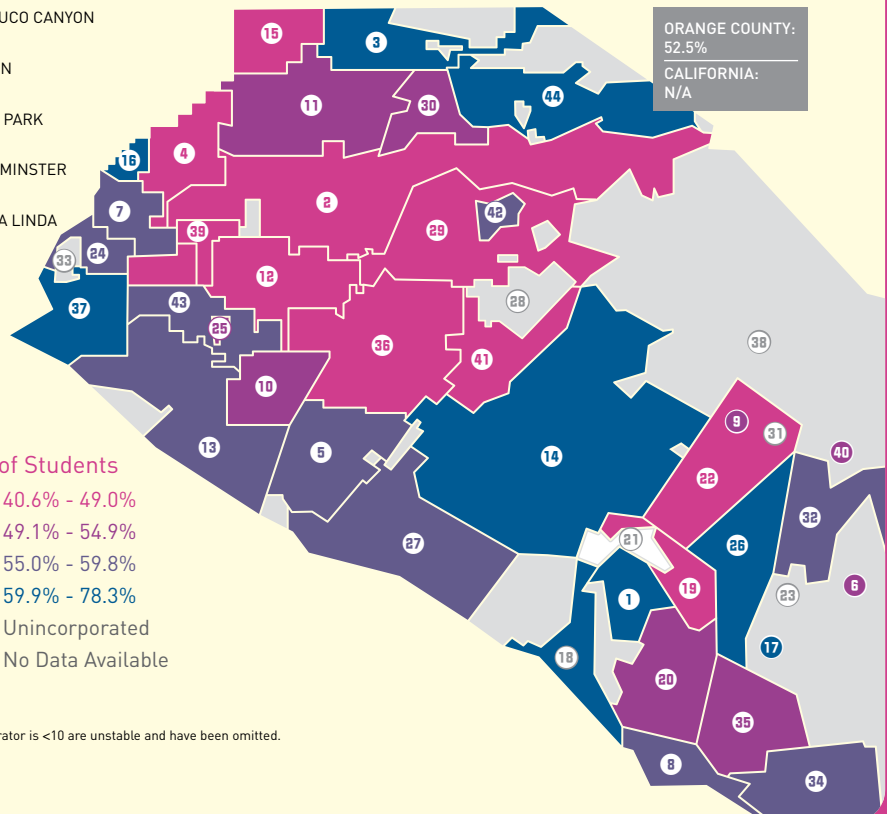 UCO CANYON
N
PARK
MINSTER
A LINDA
ORANGE COUNTY:
52.5%
CALIFORNIA:
N/A
15
3
11
30
44
16
4
7
2
29
42
39
33
24
12
28
37
43
25
36
41
38
10
9
31
13
5
14
22
40
32
27
21
26
1
19
23
6
18
17
20
35
8
34
of Students
40.6% - 49.0%
49.1% - 54.9%
55.0% - 59.8%
59.9% - 78.3%
Unincorporated
No Data Available
rator is <10 are unstable and have been omitted.